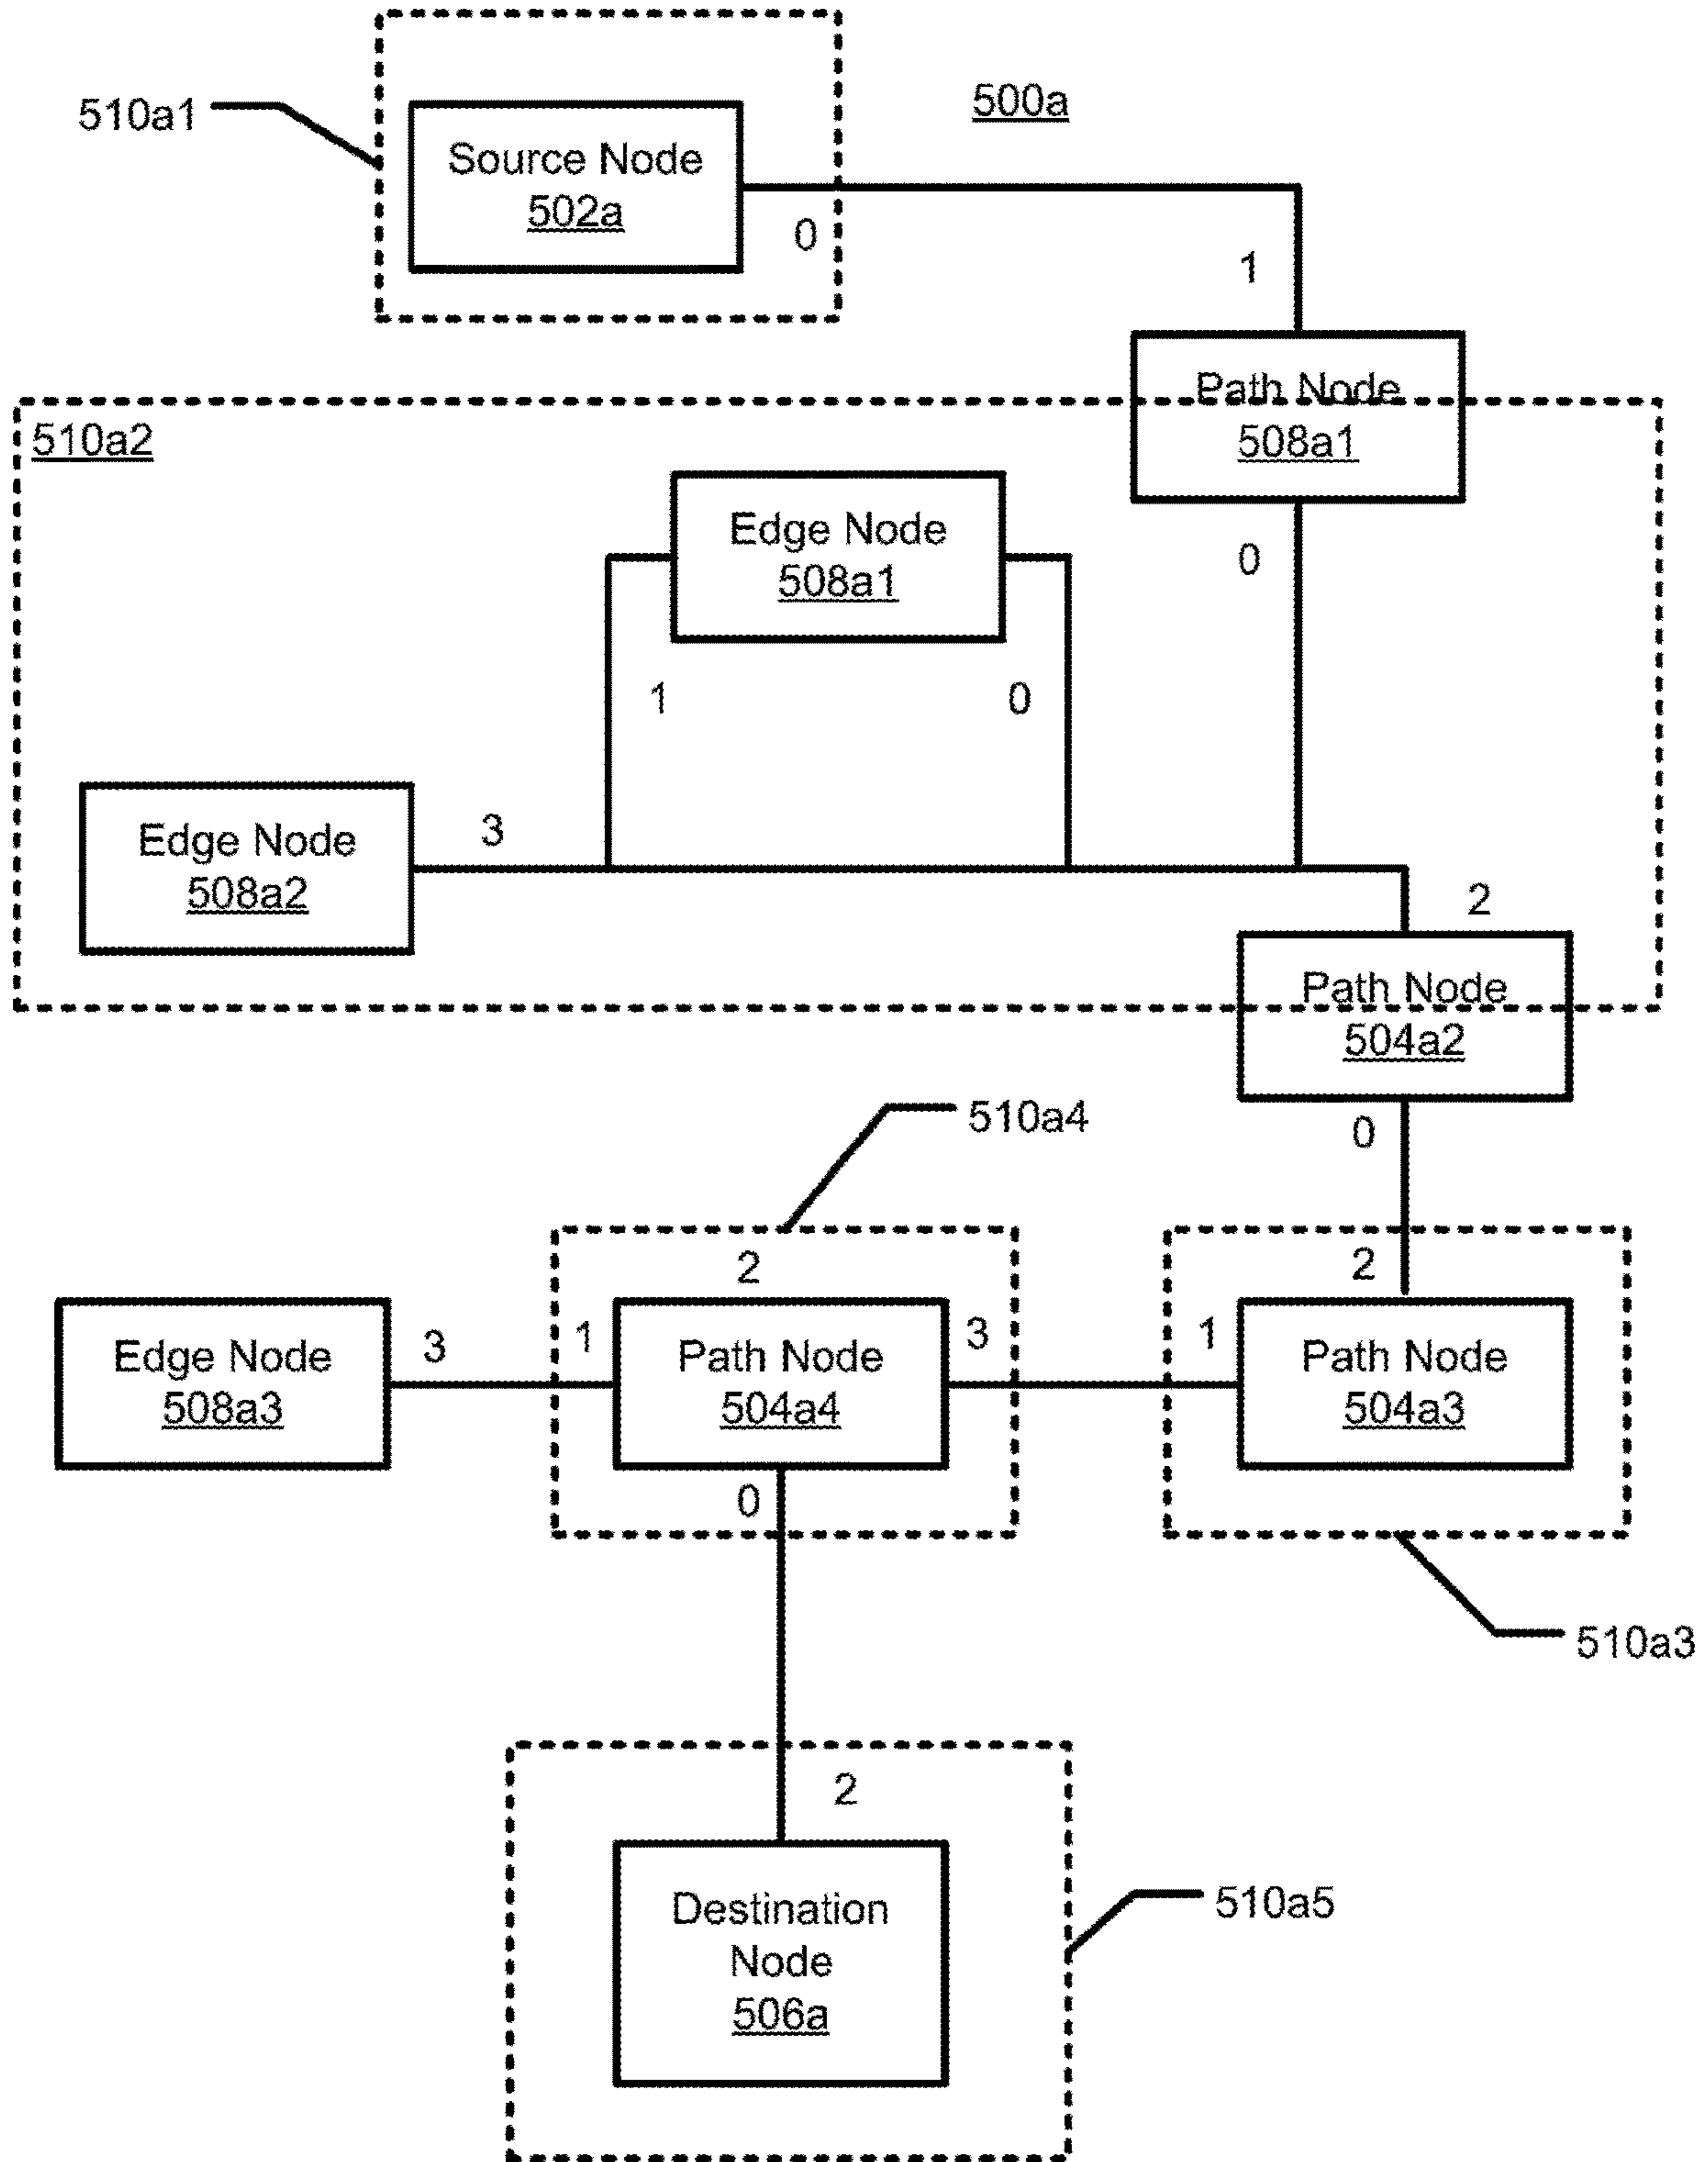 500a
510a1
Source Node
502a
0
1
Path Node
508a1
510a2
Edge Node
508a1
0
1
0
Edge Node
508a2
3
2
Path Node
504a2
0
510a4
2
2
Edge Node
508a3
3
1
Path Node
504a4
3
1
Path Node
504a3
0
510a3
2
Destination
Node
506a
510a5